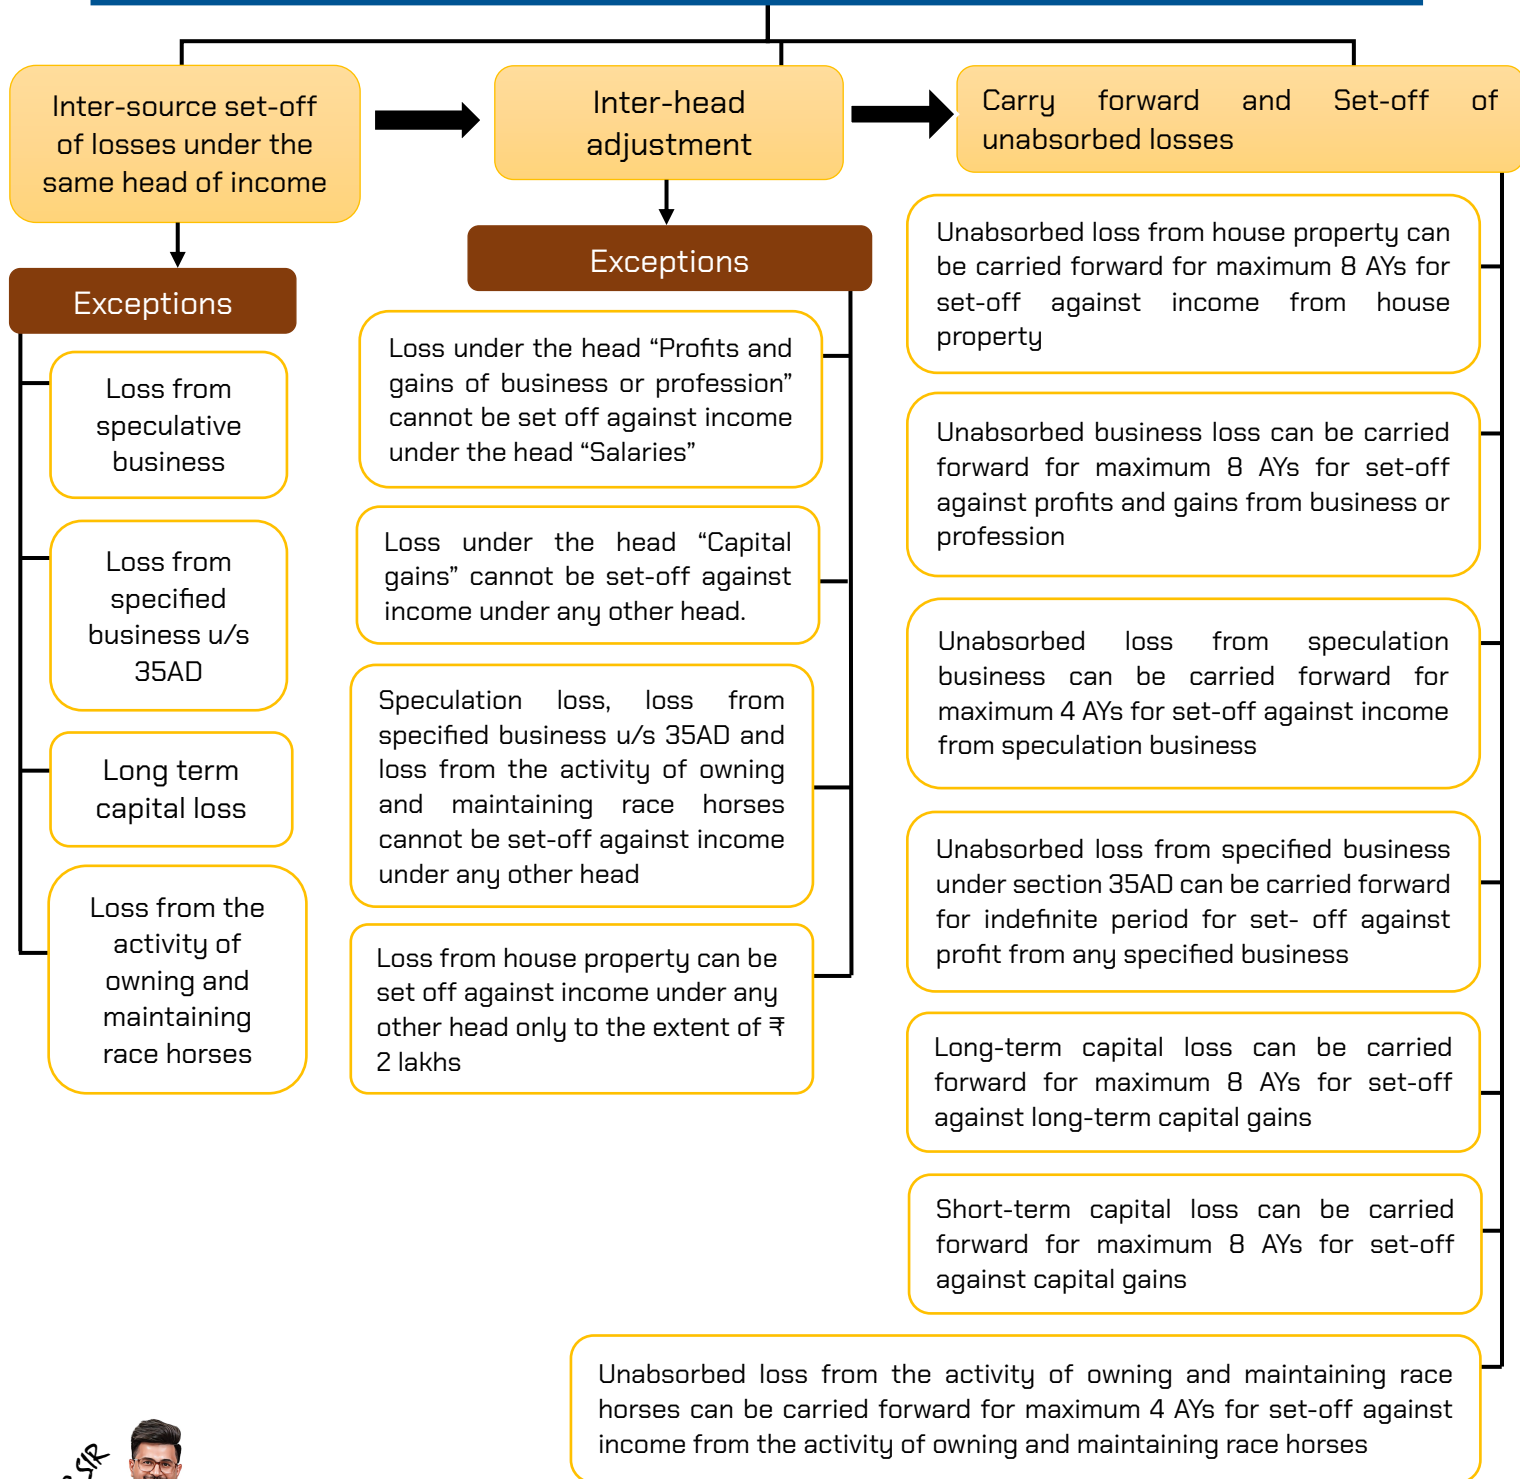 Inter-source set-off
of losses under the
same head of income
Inter-head
adjustment
Carry forward and Set-off of
unabsorbed losses
Exceptions
Loss from
speculative
business
Loss from
specified
business u/s
35AD
Long term
capital loss
Loss from the
activity of
owning and
maintaining
race horses
Exceptions
Loss under the head “Profits and
gains of business or profession”
cannot be set off against income
under the head “Salaries”
Loss under the head “Capital
gains” cannot be set-off against
income under any other head.
Speculation loss, loss from
specified business u/s 35AD and
loss from the activity of owning
and maintaining race horses
cannot be set-off against income
under any other head
Loss from house property can be
set off against income under any
other head only to the extent of ₹
2 lakhs
Unabsorbed loss from house property can
be carried forward for maximum 8 AYs for
set-off against income from house
property
Unabsorbed business loss can be carried
forward for maximum 8 AYs for set-off
against profits and gains from business or
profession
Unabsorbed loss from speculation
business can be carried forward for
maximum 4 AYs for set-off against income
from speculation business
Unabsorbed loss from specified business
under section 35AD can be carried forward
for indefinite period for set- off against
profit from any specified business
Long-term capital loss can be carried
forward for maximum 8 AYs for set-off
against long-term capital gains
Short-term capital loss can be carried
forward for maximum 8 AYs for set-off
against capital gains
Unabsorbed loss from the activity of owning and maintaining race
horses can be carried forward for maximum 4 AYs for set-off against
income from the activity of owning and maintaining race horses
SIR